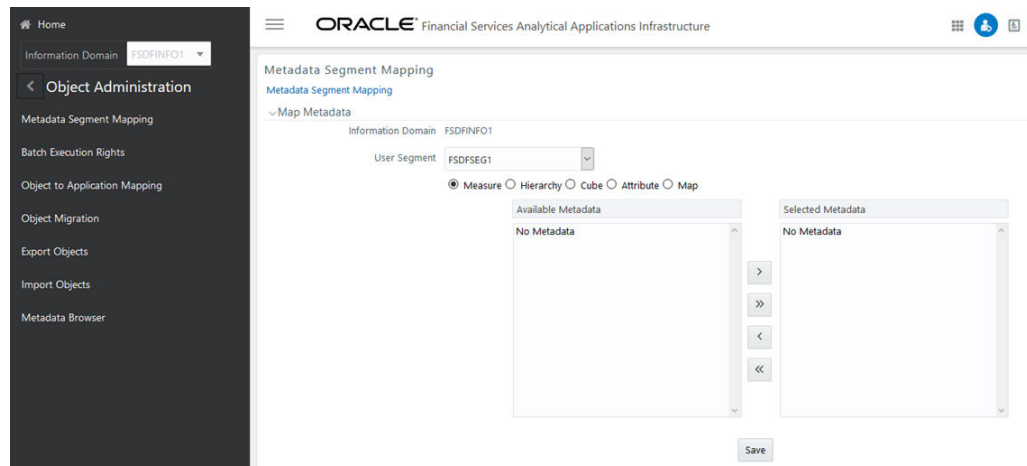 Home
Information Domain FSDFINFO1
Object Administration
Metadata Segment Mapping
Batch Execution Rights
Object to Application Mapping
Object Migration
Export Objects
Import Objects
Metadata Browser
ORACLE Financial Services Analytical Applications Infrastructure
Metadata Segment Mapping
Metadata Segment Mapping
Map Metadata
Information Domain FSDFINFO1
User Segment FSDFSEG1
Measure Hierarchy Cube Attribute Map
Available Metadata Selected Metadata
No Metadata No Metadata
Save